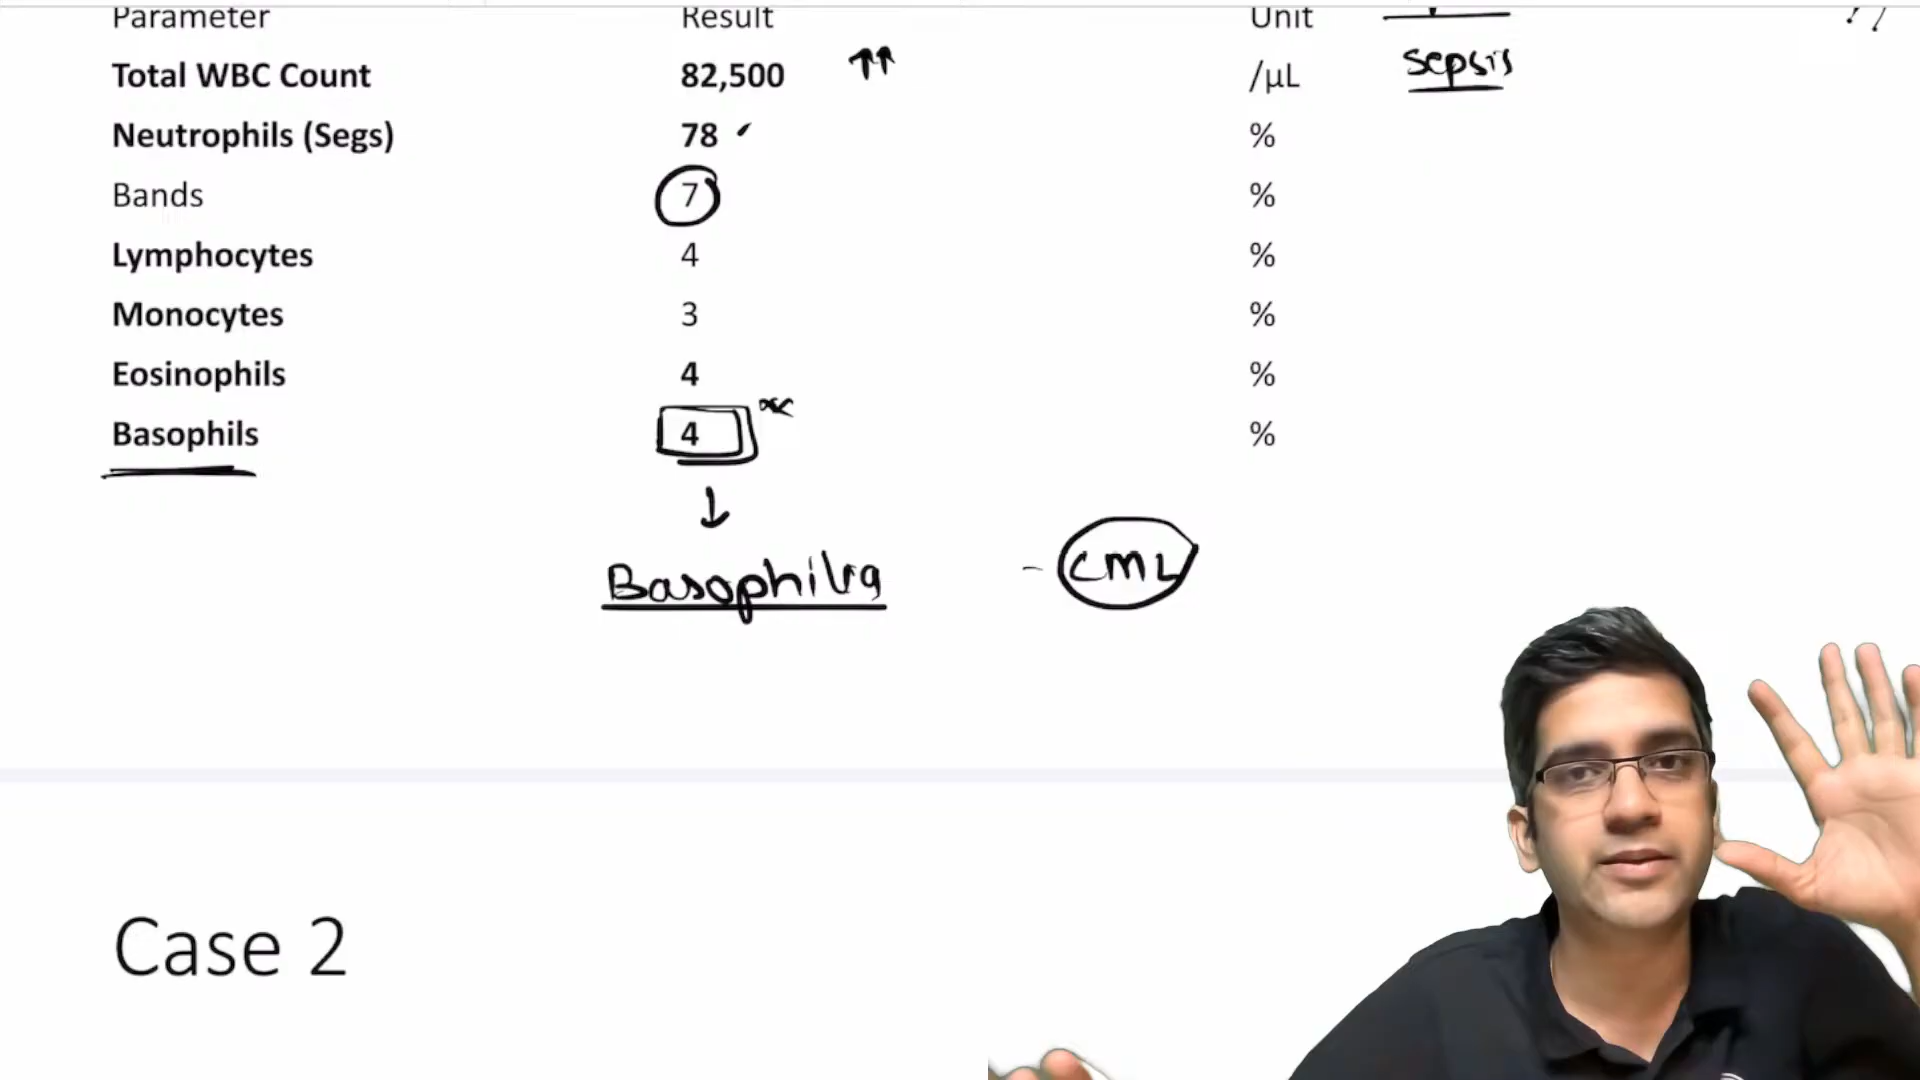 Parameter Result Unit
Total WBC Count 82,500 ↑↑ /µL sepsis
Neutrophils (Segs) 78 %
Bands 7 %
Lymphocytes 4 %
Monocytes 3 %
Eosinophils 4 %
Basophils 4 %
↓
Basophilia - CML
Case 2